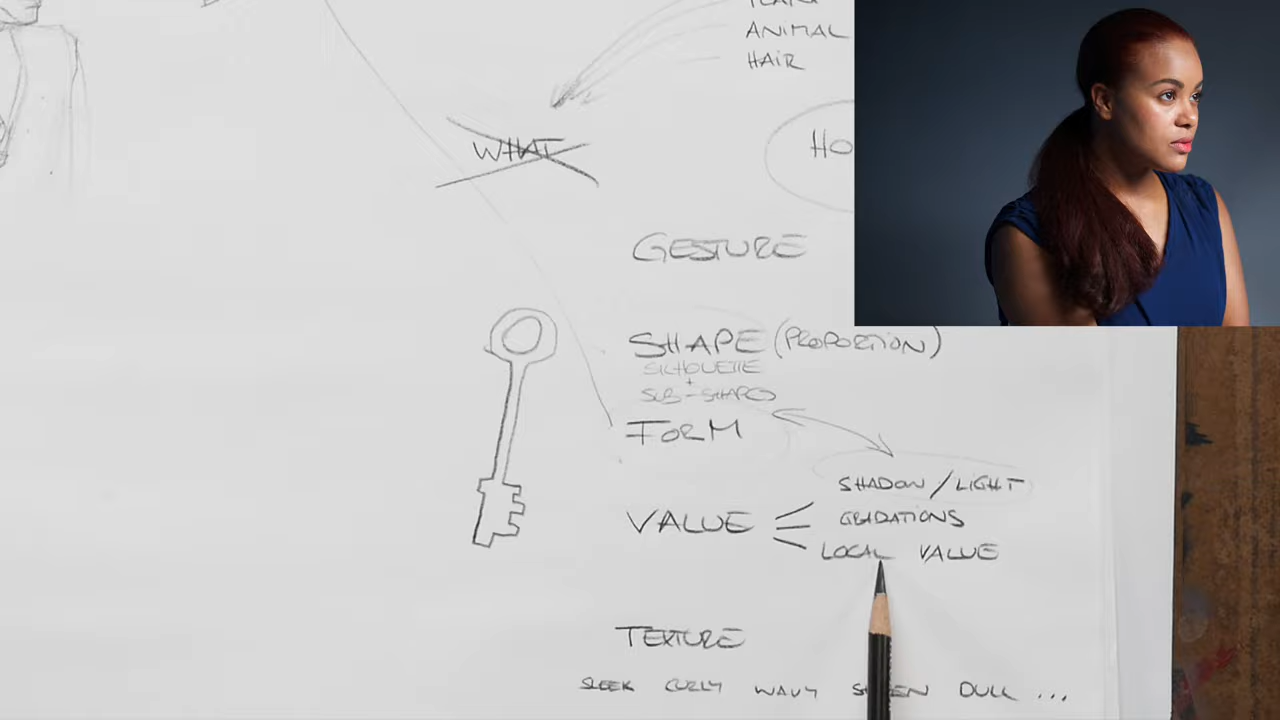 ANIMAL
HAIR
WHAT
HO
GESTURE
SHAPE (PROPORTION)
SILHOUETTE
+
SUB-SHAPES
FORM
SHADOW/LIGHT
VALUE
GRADATIONS
LOCAL VALUE
TEXTURE
SLEEK CURLY WAVY DULL ...